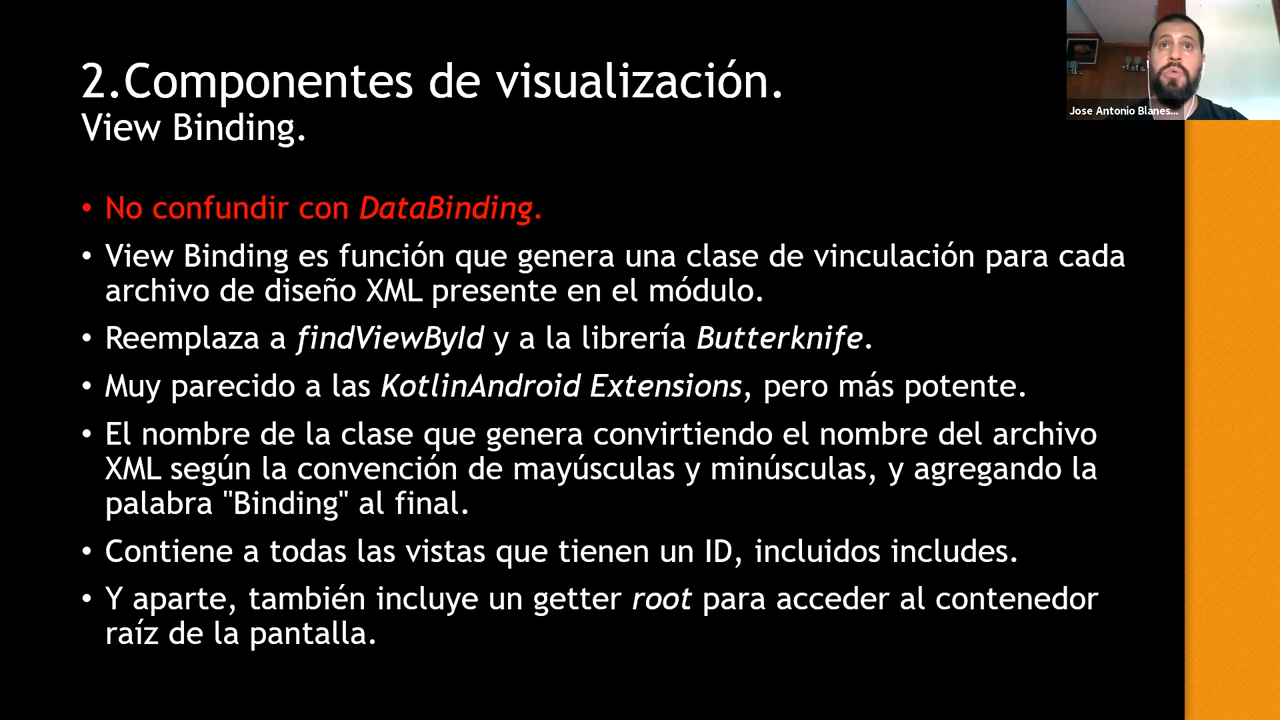 2.Componentes de visualización.
View Binding.
Jose Antonio Blanes...
• No confundir con DataBinding.
• View Binding es función que genera una clase de vinculación para cada
archivo de diseño XML presente en el módulo.
• Reemplaza a findViewById y a la librería Butterknife.
• Muy parecido a las KotlinAndroid Extensions, pero más potente.
• El nombre de la clase que genera convirtiendo el nombre del archivo
XML según la convención de mayúsculas y minúsculas, y agregando la
palabra "Binding" al final.
• Contiene a todas las vistas que tienen un ID, incluidos includes.
• Y aparte, también incluye un getter root para acceder al contenedor
raíz de la pantalla.